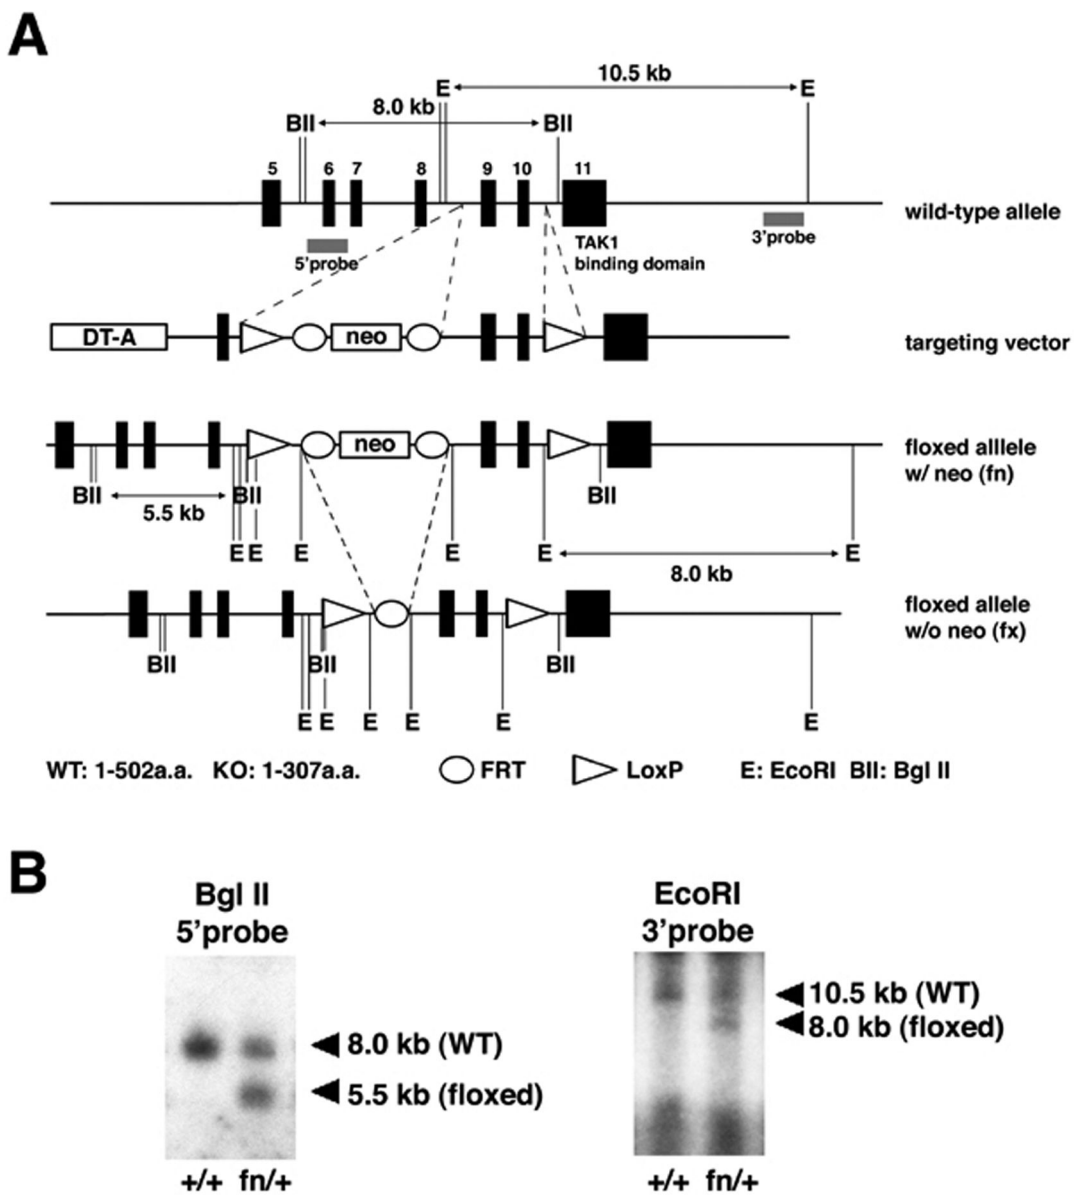 A
10.5 kb
E E
8.0 kb
BII BII
5 6 7 8 9 10 11
wild-type allele
5'probe
TAK1
binding domain
3'probe
DT-A neo
targeting vector
neo
floxed alllele
w/ neo (fn)
BII BII BII
5.5 kb
E E E E E E
8.0 kb
floxed allele
w/o neo (fx)
BII BII BII
E E E E E E
WT: 1-502a.a. KO: 1-307a.a. FRT LoxP E: EcoRI BII: Bgl II
B
Bgl II
5'probe
8.0 kb (WT)
5.5 kb (floxed)
+/+ fn/+
EcoRI
3'probe
10.5 kb (WT)
8.0 kb (floxed)
+/+ fn/+